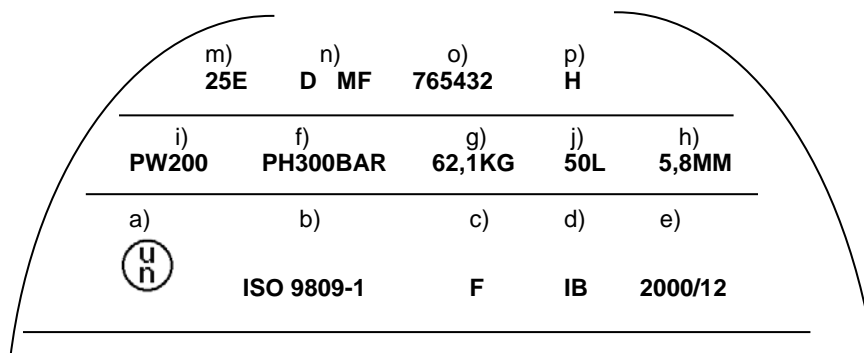 m) n) o) p)
25E D MF 765432 H
i) f) g) j) h)
PW200 PH300BAR 62,1KG 50L 5,8MM
a) b) c) d) e)
u
n
ISO 9809-1 F IB 2000/12